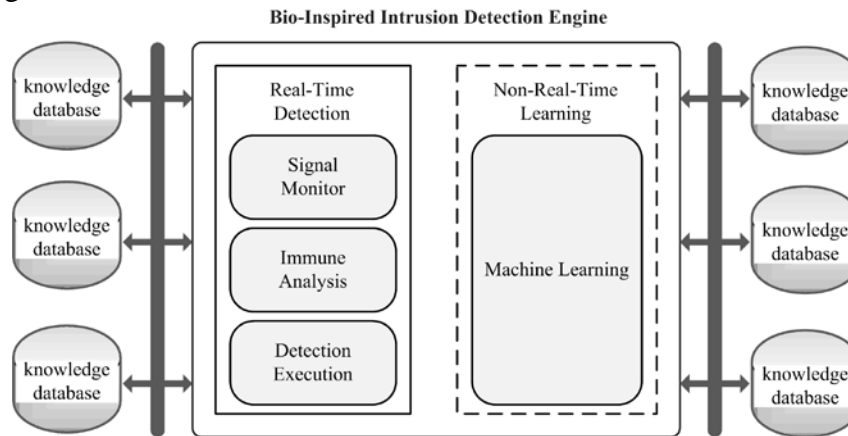 Bio-Inspired Intrusion Detection Engine
knowledge
database
knowledge
database
knowledge
database
Real-Time
Detection
Signal
Monitor
Immune
Analysis
Detection
Execution
Non-Real-Time
Learning
Machine Learning
knowledge
database
knowledge
database
knowledge
database